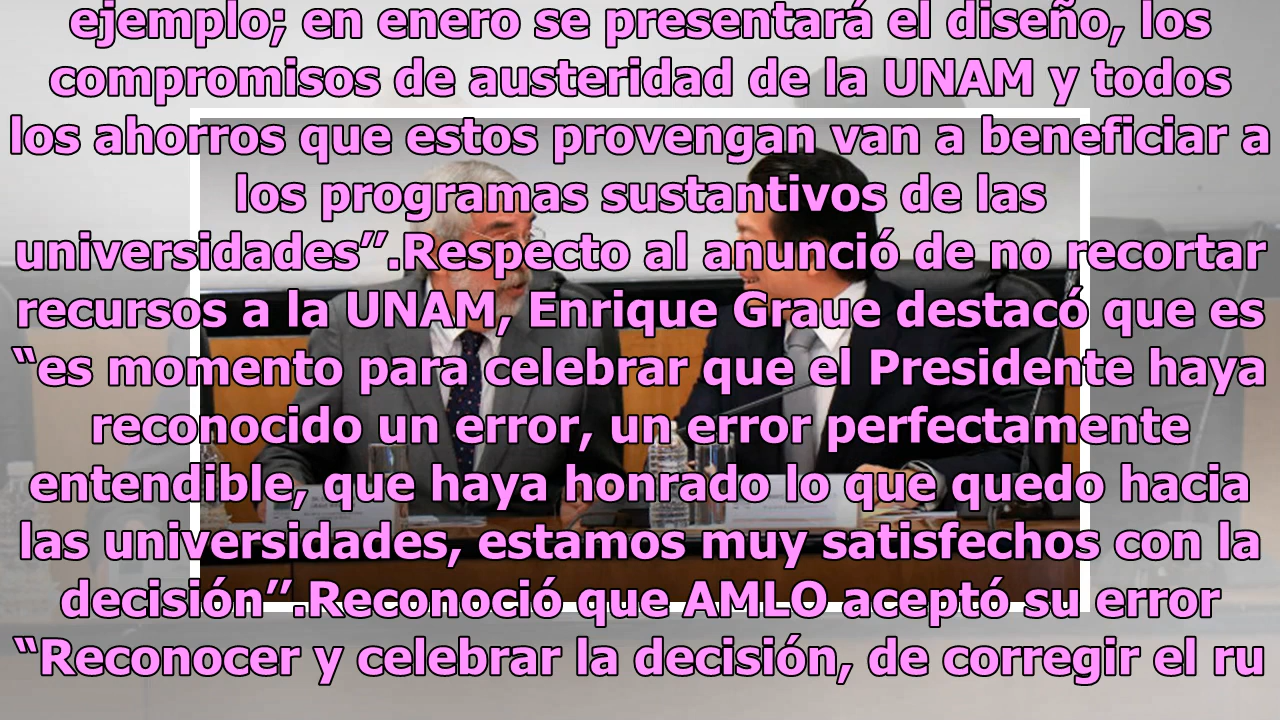 ejemplo; en enero se presentará el diseño, los
compromisos de austeridad de la UNAM y todos
los ahorros que estos provengan van a beneficiar a
los programas sustantivos de las
universidades”.Respecto al anunció de no recortar
recursos a la UNAM, Enrique Graue destacó que es
“es momento para celebrar que el Presidente haya
reconocido un error, un error perfectamente
entendible, que haya honrado lo que quedo hacia
las universidades, estamos muy satisfechos con la
decisión”.Reconoció que AMLO aceptó su error
“Reconocer y celebrar la decisión, de corregir el ru